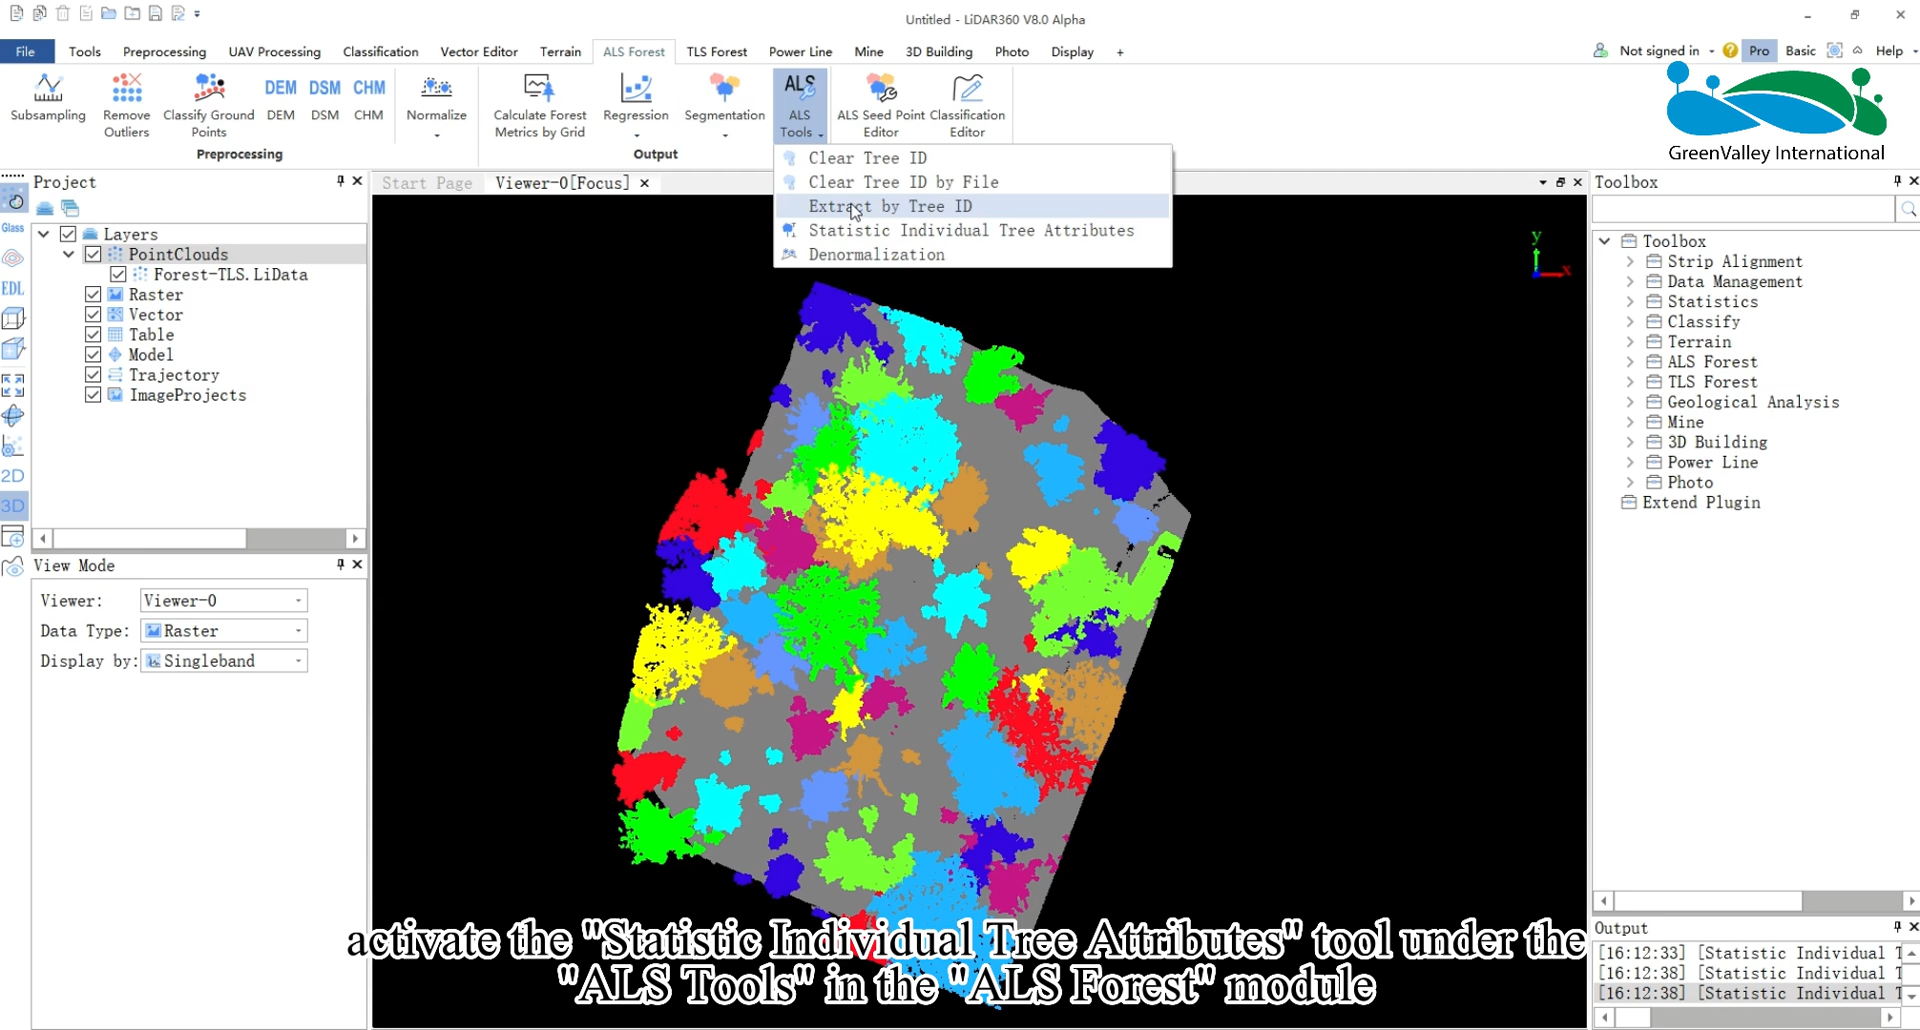 Untitled - LiDAR360 V8.0 Alpha
File Tools Preprocessing UAV Processing Classification Vector Editor Terrain ALS Forest TLS Forest Power Line Mine 3D Building Photo Display + Not signed in Pro Basic Help
Subsampling
Remove Outliers
Classify Ground Points
DEM DEM
DSM DSM
CHM CHM
Normalize
Calculate Forest Metrics by Grid
Regression
Segmentation
ALS
ALS Tools
ALS Seed Point Editor
Classification Editor
Preprocessing
Output
GreenValley International
Clear Tree ID
Clear Tree ID by File
Extract by Tree ID
Statistic Individual Tree Attributes
Denormalization
Project
Start Page
Viewer-0[Focus]
Glass
EDL
2D
3D
Layers
PointClouds
Forest-TLS.LiData
Raster
Vector
Table
Model
Trajectory
ImageProjects
View Mode
Viewer: Viewer-0
Data Type: Raster
Display by: Singleband
y
x
Toolbox
Toolbox
Strip Alignment
Data Management
Statistics
Classify
Terrain
ALS Forest
TLS Forest
Geological Analysis
Mine
3D Building
Power Line
Photo
Extend Plugin
Output
[16:12:33] [Statistic Individual T
[16:12:38] [Statistic Individual T
[16:12:38] [Statistic Individual T
activate the "Statistic Individual Tree Attributes" tool under the
"ALS Tools" in the "ALS Forest" module